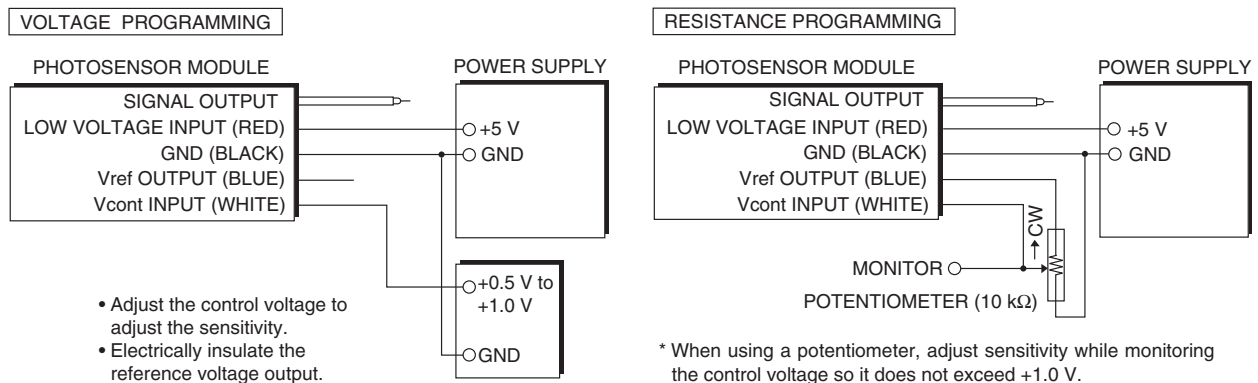 VOLTAGE PROGRAMMING
PHOTOSENSOR MODULE
POWER SUPPLY
SIGNAL OUTPUT
LOW VOLTAGE INPUT (RED)
GND (BLACK)
Vref OUTPUT (BLUE)
Vcont INPUT (WHITE)
+5 V
GND
+0.5 V to
+1.0 V
GND
• Adjust the control voltage to
adjust the sensitivity.
• Electrically insulate the
reference voltage output.
RESISTANCE PROGRAMMING
PHOTOSENSOR MODULE
POWER SUPPLY
SIGNAL OUTPUT
LOW VOLTAGE INPUT (RED)
GND (BLACK)
Vref OUTPUT (BLUE)
Vcont INPUT (WHITE)
+5 V
GND
CW
MONITOR
POTENTIOMETER (10 kΩ)
* When using a potentiometer, adjust sensitivity while monitoring
the control voltage so it does not exceed +1.0 V.